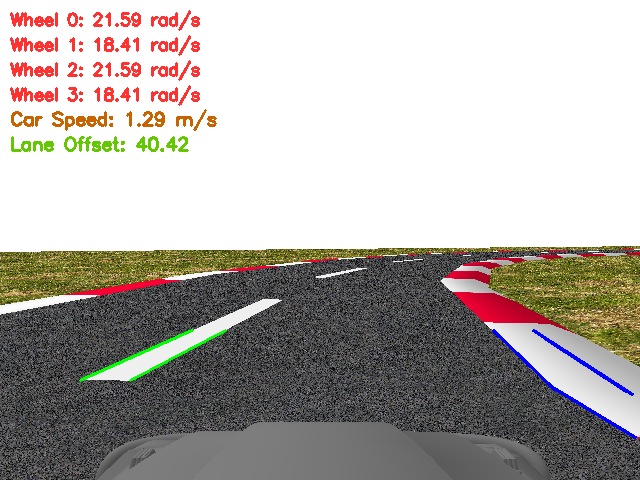 Wheel 0: 21.59 rad/s
Wheel 1: 18.41 rad/s
Wheel 2: 21.59 rad/s
Wheel 3: 18.41 rad/s
Car Speed: 1.29 m/s
Lane Offset: 40.42